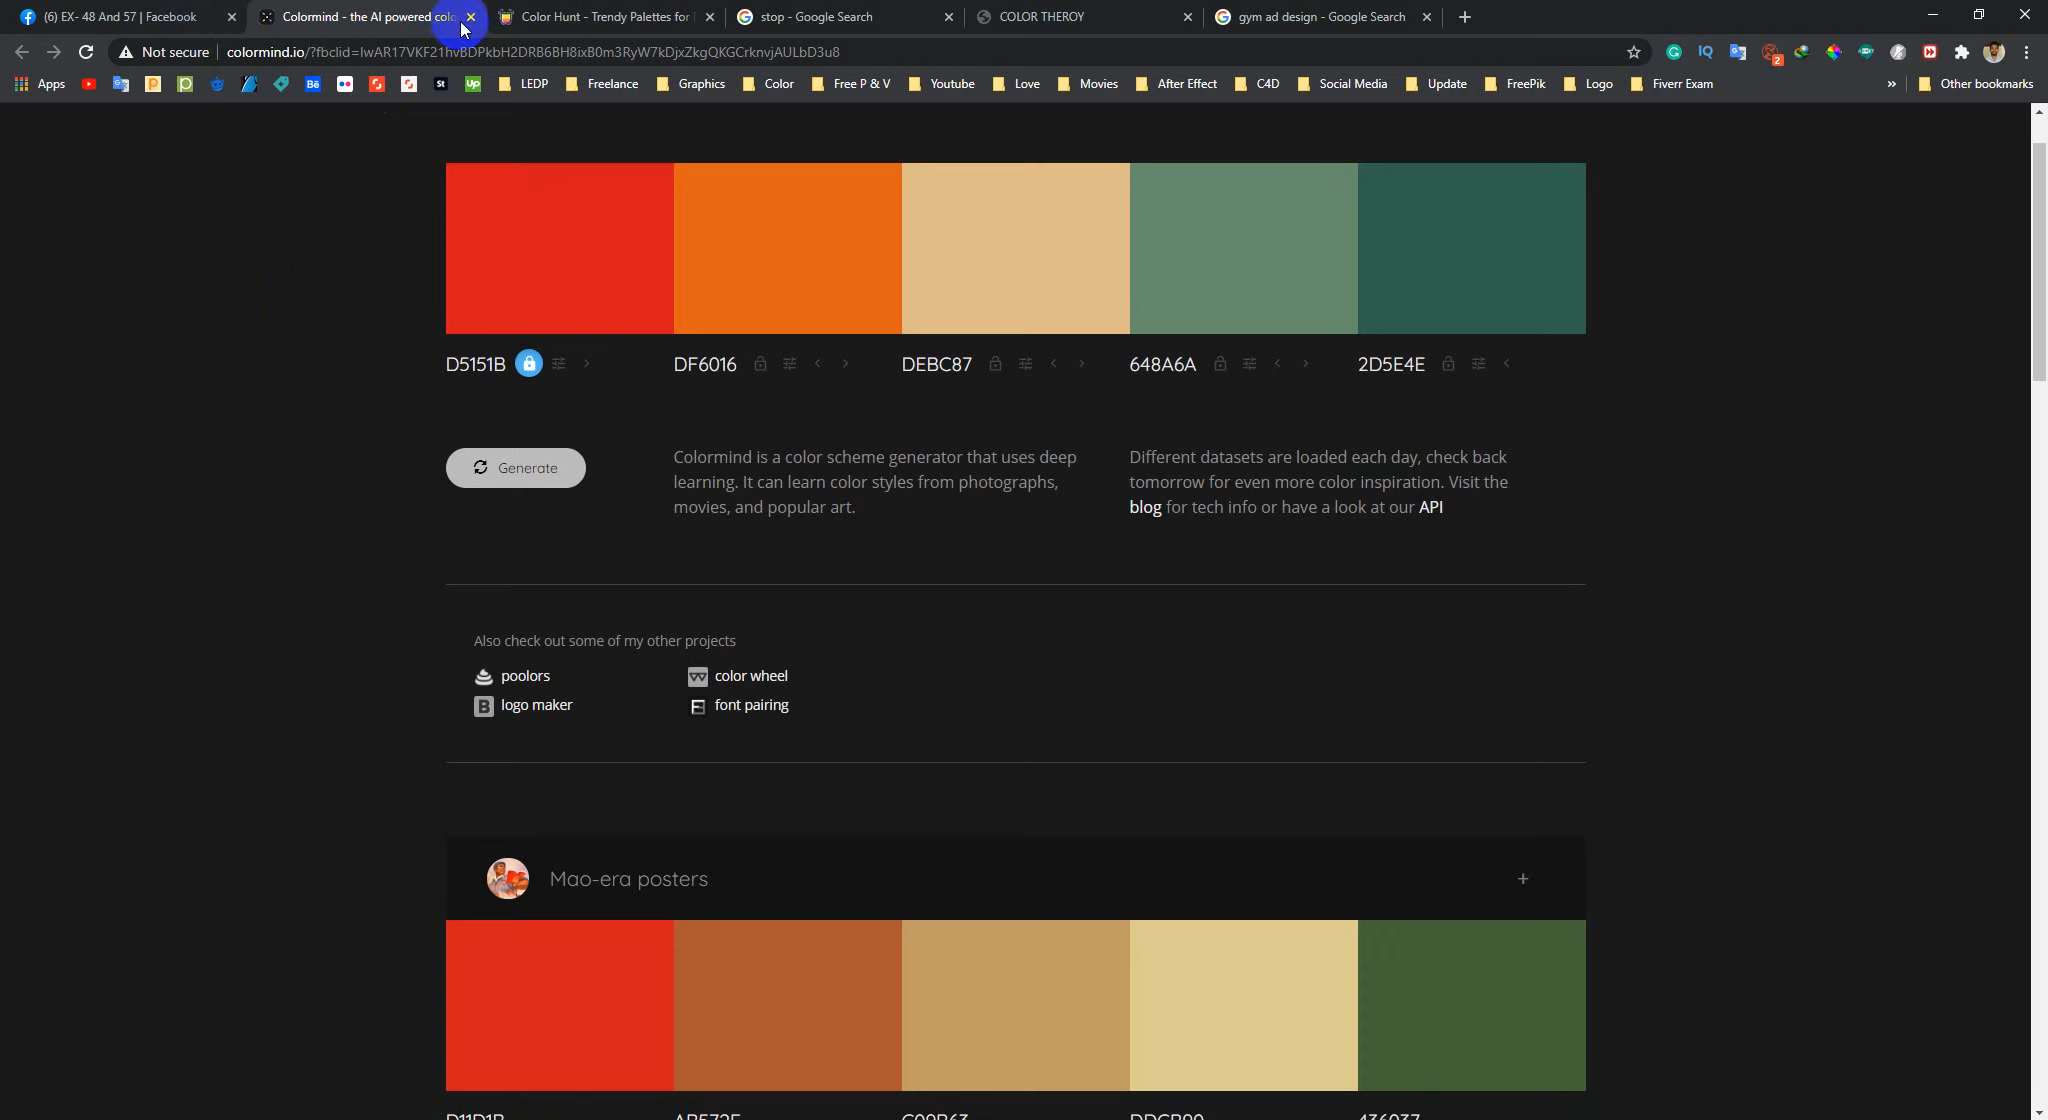 (6) EX- 48 And 57 | Facebook
Colormind - the AI powered colo
Color Hunt - Trendy Palettes for
stop - Google Search
COLOR THEROY
gym ad design - Google Search
Not secure
colormind.io/?fbclid=IwAR17VKF21hvBDPkbH2DRB6BH8ixB0m3RyW7kDjxZkgQKGCrknvjAULbD3u8
Apps
LEDP
Freelance
Graphics
Color
Free P & V
Youtube
Love
Movies
After Effect
C4D
Social Media
Update
FreePik
Logo
Fiverr Exam
»
Other bookmarks
D5151B
DF6016
DEBC87
648A6A
2D5E4E
Generate
Colormind is a color scheme generator that uses deep
learning. It can learn color styles from photographs,
movies, and popular art.
Different datasets are loaded each day, check back
tomorrow for even more color inspiration. Visit the
blog for tech info or have a look at our API
Also check out some of my other projects
poolors
color wheel
logo maker
font pairing
Mao-era posters
+